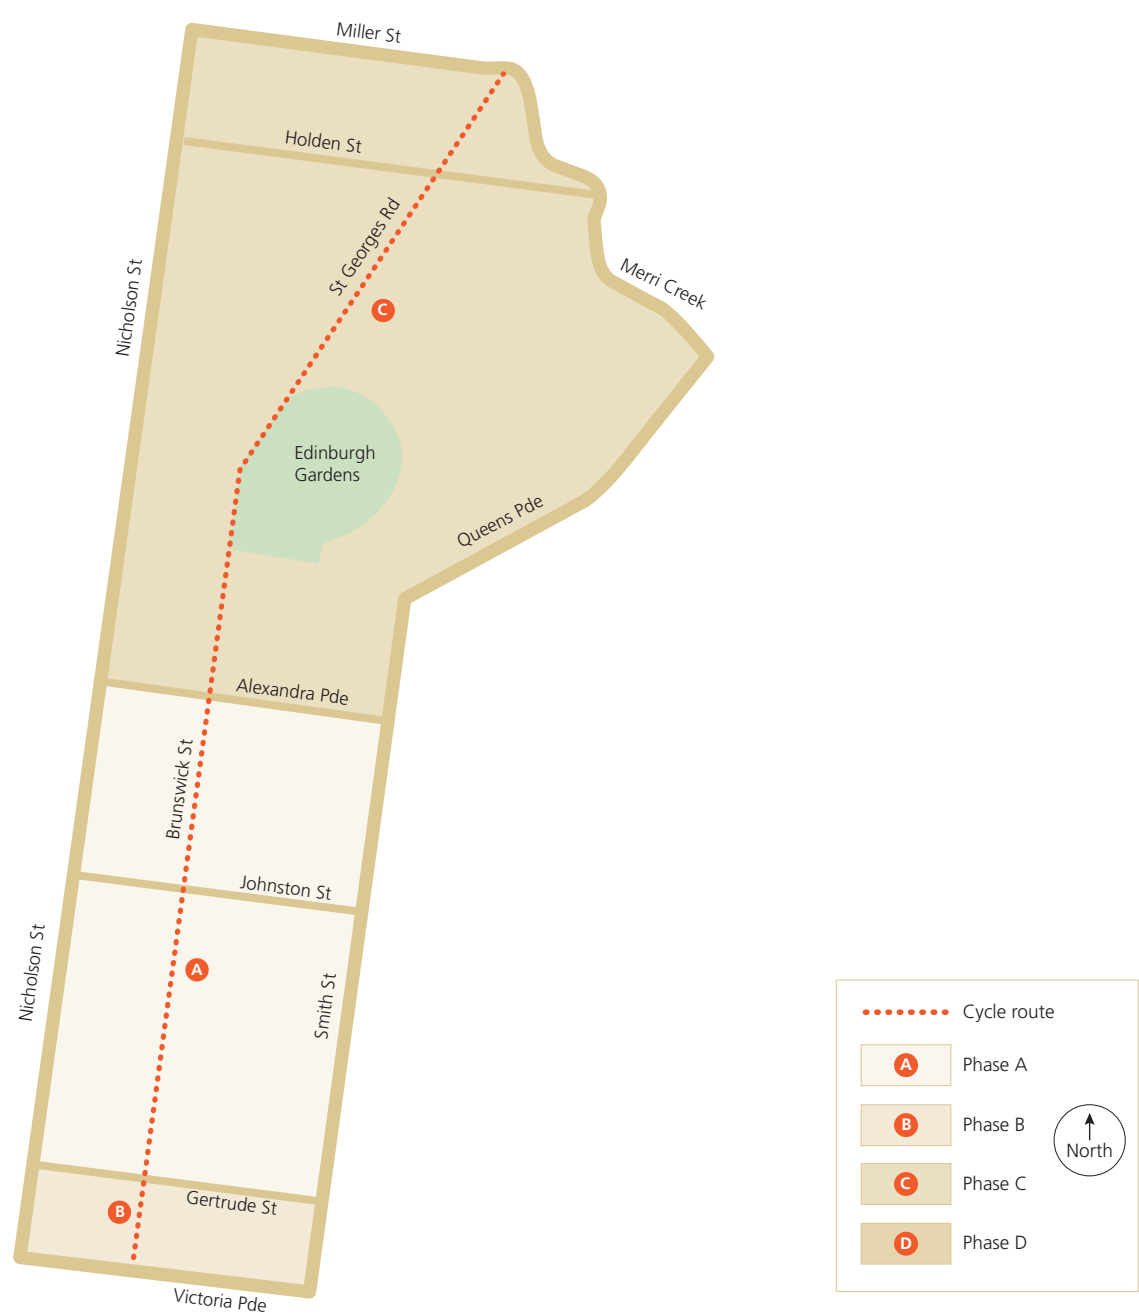 Miller St
Holden St
St Georges Rd
Nicholson St
Merri Creek
C
Edinburgh
Gardens
Queens Pde
Alexandra Pde
Brunswick St
Johnston St
Nicholson St
A
Smith St
Gertrude St
B
Victoria Pde
Cycle route
A Phase A
B Phase B
North
C Phase C
D Phase D